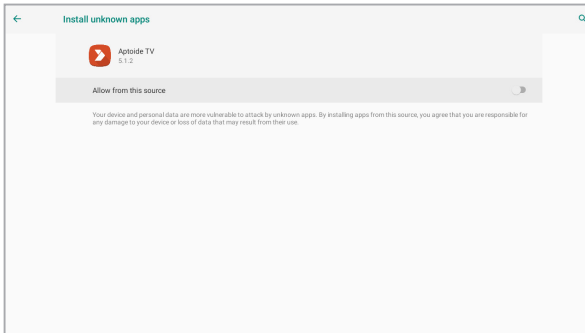 Install unknown apps
Aptoide TV
5.1.2
Allow from this source
Your device and personal data are more vulnerable to attack by unknown apps. By installing apps from this source, you agree that you are responsible for
any damage to your device or loss of data that may result from their use.